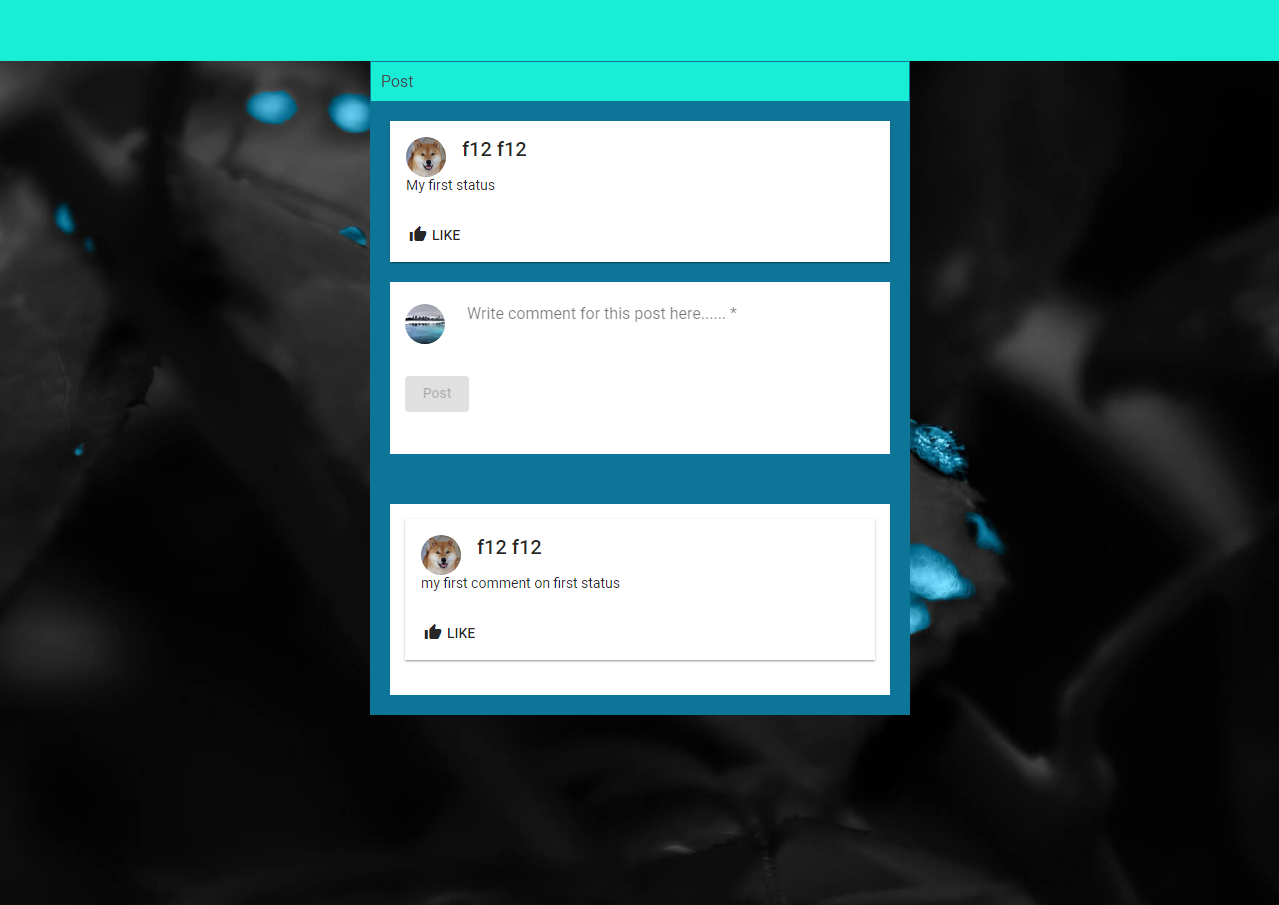 Post
f12 f12
My first status
LIKE
Write comment for this post here...... *
Post
f12 f12
my first comment on first status
LIKE